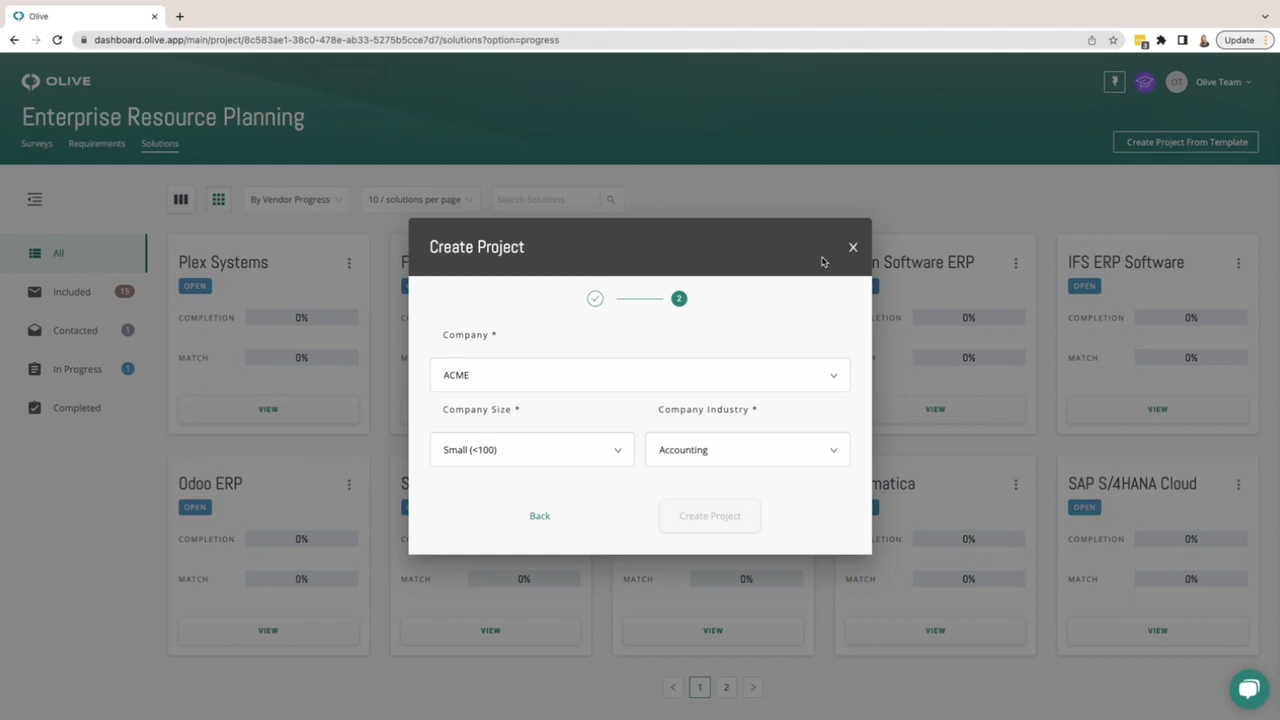 Olive
dashboard.olive.app/main/project/8c583ae1-38c0-478e-ab33-5275b5cce7d7/solutions?option=progress
Update
OLIVE
OT
Olive Team
Enterprise Resource Planning
Surveys Requirements Solutions
Create Project From Template
By Vendor Progress
10 / solutions per page
Search Solutions
All
Included 15
Contacted 1
In Progress 1
Completed
Create Project
2
Company *
ACME
Company Size * Company Industry *
Small (<100) Accounting
Back Create Project
Plex Systems
OPEN
COMPLETION 0%
MATCH 0%
VIEW
Software ERP
0%
0%
VIEW
IFS ERP Software
OPEN
COMPLETION 0%
MATCH 0%
VIEW
Odoo ERP
OPEN
COMPLETION 0%
MATCH 0%
VIEW
MATCH 0%
VIEW
MATCH 0%
VIEW
COMPLETION 0%
MATCH 0%
VIEW
SAP S/4HANA Cloud
OPEN
COMPLETION 0%
MATCH 0%
VIEW
1 2